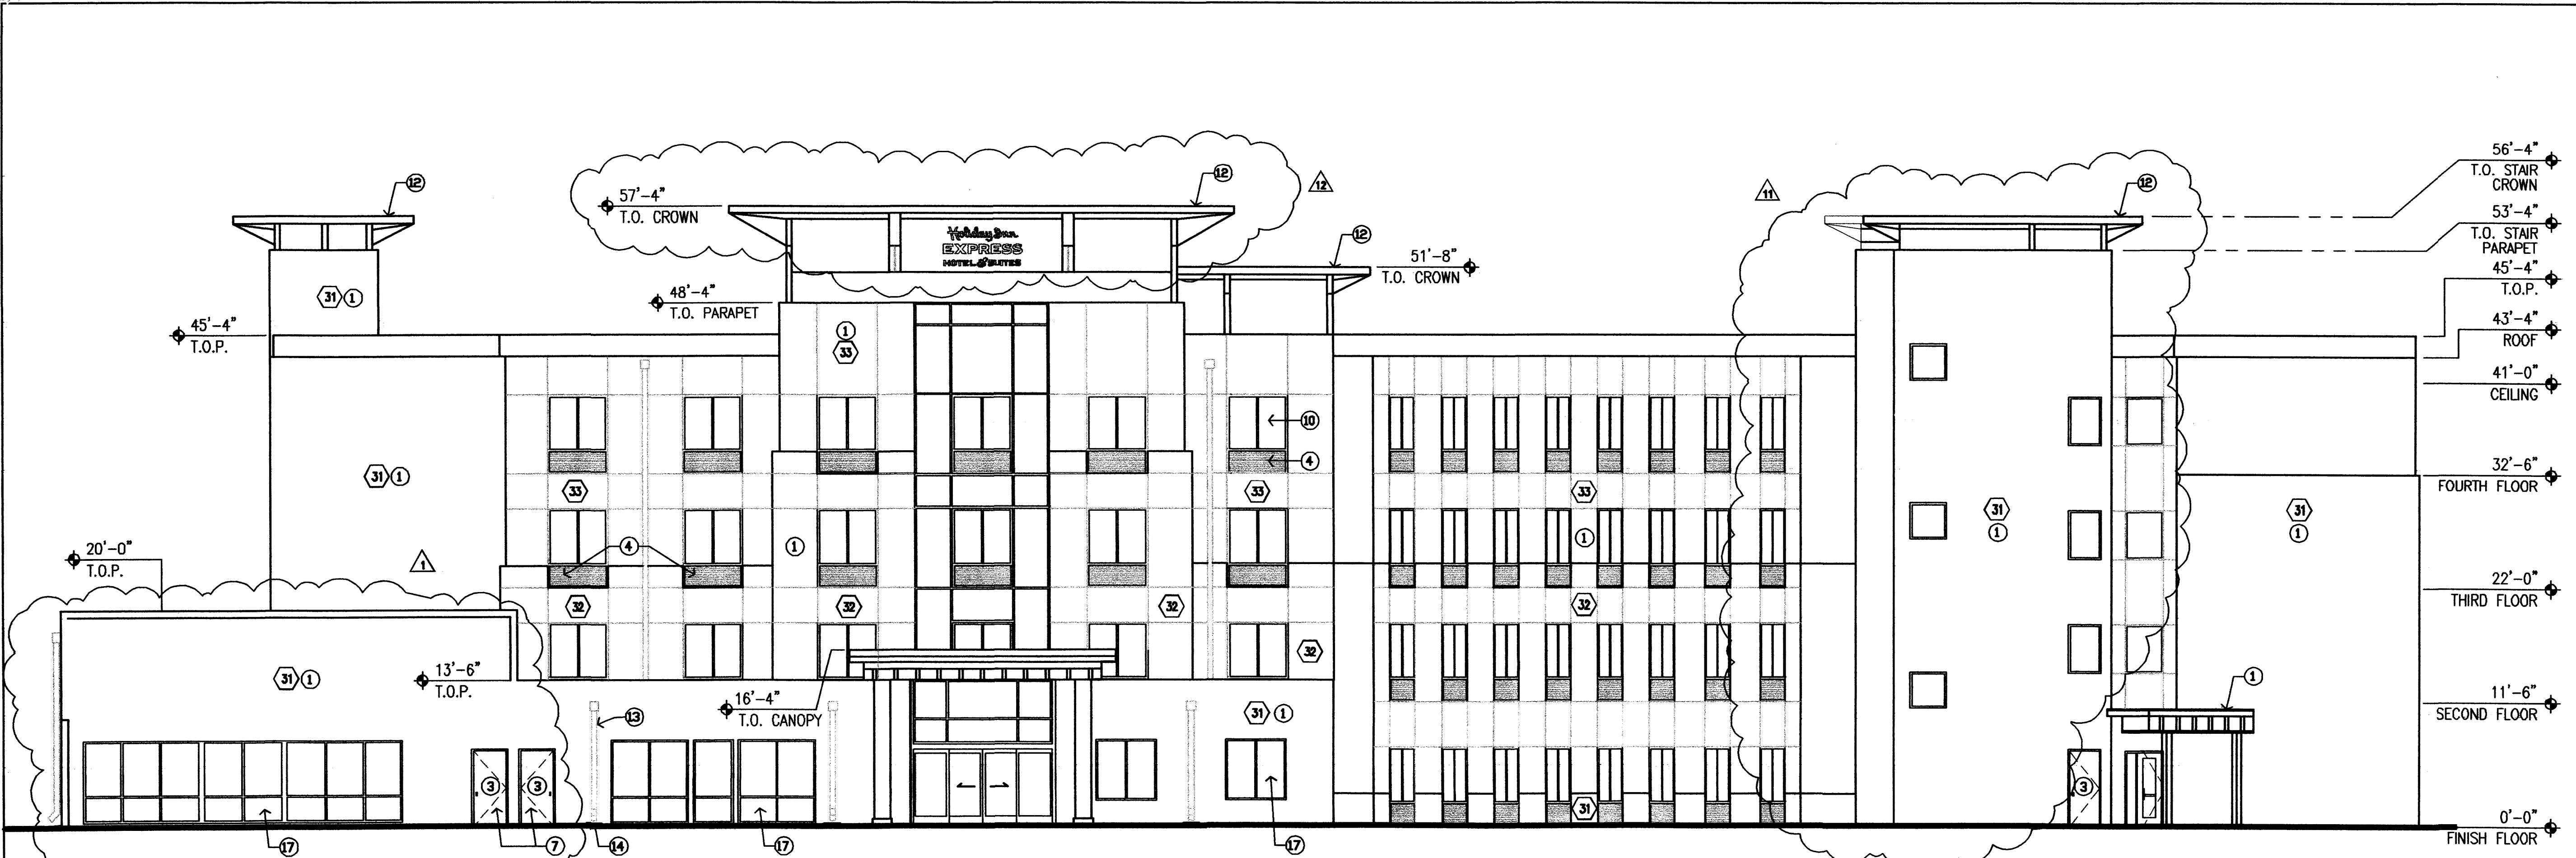 12
57'-4"
T.O. CROWN
12
12
Holiday Inn
EXPRESS
HOTEL & SUITES
12
51'-8"
T.O. CROWN
11
12
56'-4"
T.O. STAIR
CROWN
53'-4"
T.O. STAIR
PARAPET
45'-4"
T.O.P.
43'-4"
ROOF
41'-0"
CEILING
32'-6"
FOURTH FLOOR
22'-0"
THIRD FLOOR
11'-6"
SECOND FLOOR
0'-0"
FINISH FLOOR
31 1
48'-4"
T.O. PARAPET
45'-4"
T.O.P.
1
33
10
4
31 1
33
33
33
31
1
31
1
20'-0"
T.O.P.
1
4
1
1
32
32
32
32
32
31 1
13'-6"
T.O.P.
16'-4"
T.O. CANOPY
13
31 1
1
3
3
3
31
17
7
14
17
17